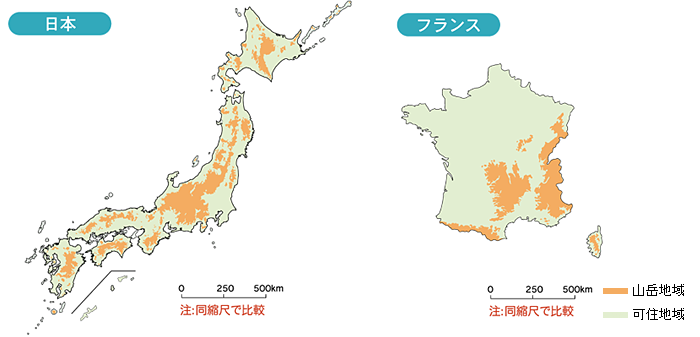 日本
フランス
0 250 500km
注:同縮尺で比較
0 250 500km
注:同縮尺で比較
山岳地域
可住地域